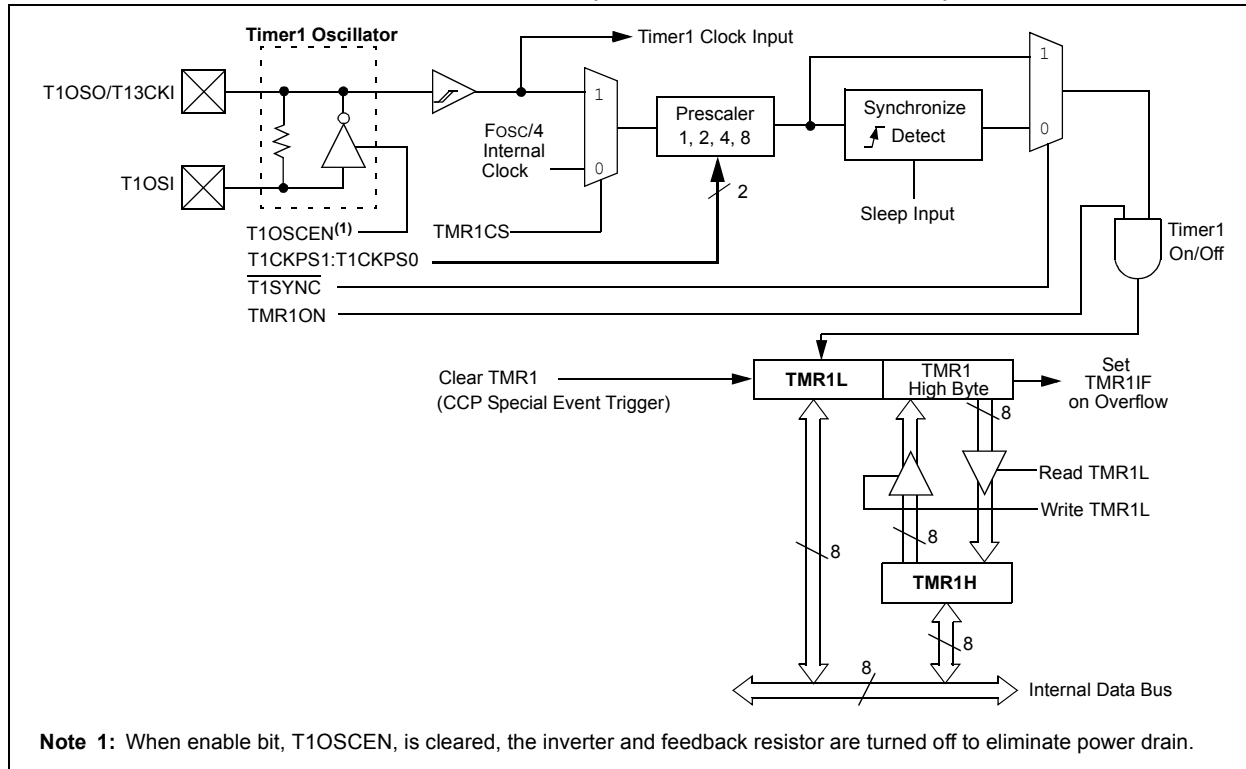 Timer1 Oscillator
Timer1 Clock Input
T1OSO/T13CKI
1
1
Prescaler
1, 2, 4, 8
Synchronize
Detect
FOSC/4
Internal
Clock
0
0
T1OSI
2
Sleep Input
T1OSCEN(1)
TMR1CS
Timer1
On/Off
T1CKPS1:T1CKPS0
T1SYNC
TMR1ON
Clear TMR1
(CCP Special Event Trigger)
TMR1L
TMR1
High Byte
Set
TMR1IF
on Overflow
8
Read TMR1L
Write TMR1L
8
8
TMR1H
8
8
Internal Data Bus
Note 1: When enable bit, T1OSCEN, is cleared, the inverter and feedback resistor are turned off to eliminate power drain.